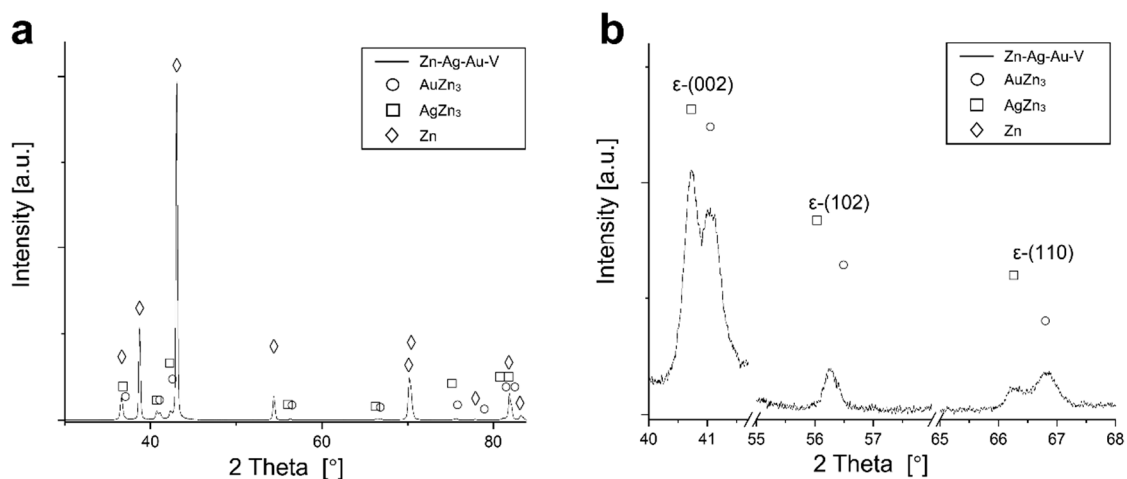 a
Intensity [a.u.]
Zn-Ag-Au-V
AuZn₃
AgZn₃
Zn
40 60 80
2 Theta [°]
b
Intensity [a.u.]
Zn-Ag-Au-V
AuZn₃
AgZn₃
Zn
ε-(002)
ε-(102)
ε-(110)
40 41 55 56 57 65 66 67 68
2 Theta [°]